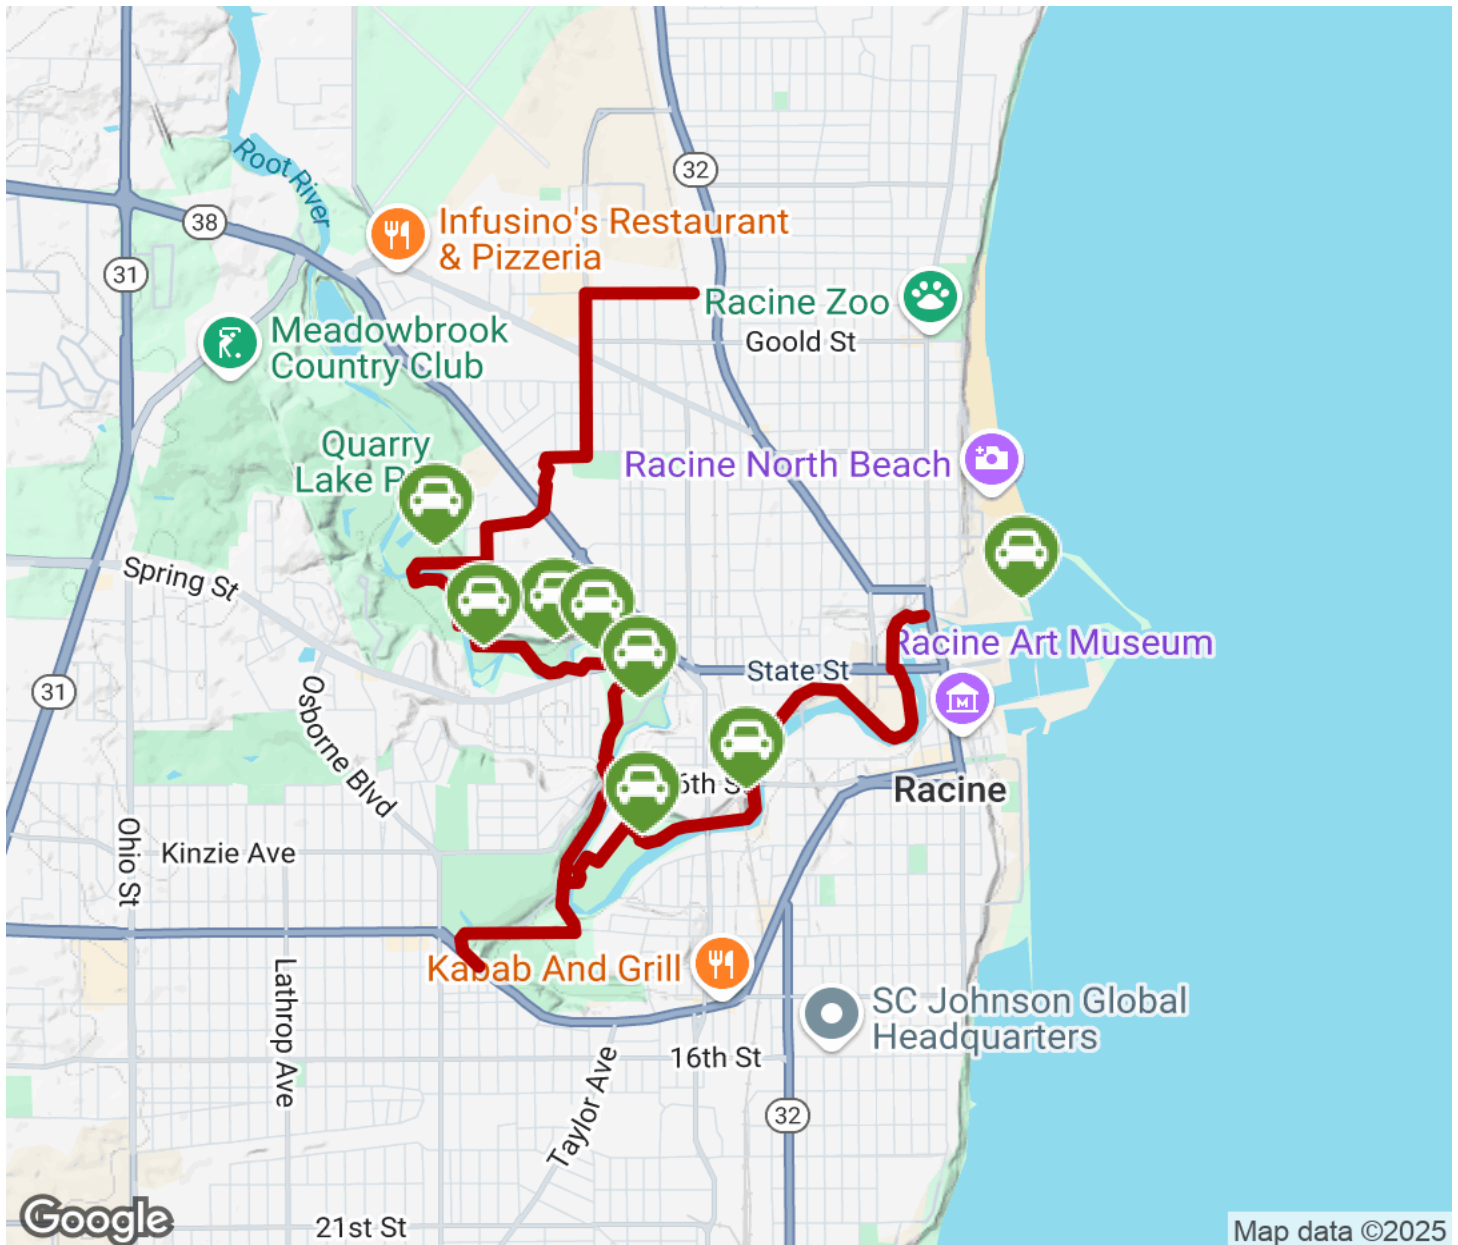 Root River
32
38
Infusino's Restaurant
& Pizzeria
31
Racine Zoo
Meadowbrook
Country Club
Goold St
Quarry
Lake P
Racine North Beach
Spring St
Racine Art Museum
State St
31
Osborne Blvd
6th S
Racine
Ohio St
Kinzie Ave
Kabab And Grill
Lathrop Ave
SC Johnson Global
Headquarters
16th St
Taylor Ave
32
21st St
Google
Map data ©2025